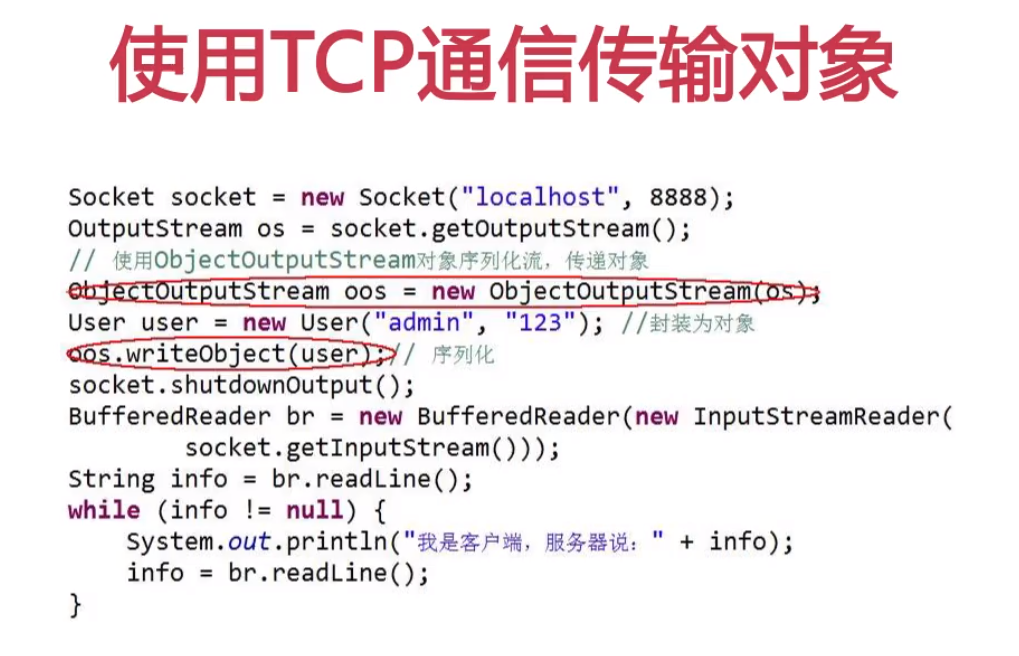 使用TCP通信传输对象
Socket socket = new Socket("localhost", 8888);
OutputStream os = socket.getOutputStream();
// 使用ObjectOutputStream对象序列化流，传递对象
ObjectOutputStream oos = new ObjectOutputStream(os);
User user = new User("admin", "123"); //封装为对象
oos.writeObject(user);// 序列化
socket.shutdownOutput();
BufferedReader br = new BufferedReader(new InputStreamReader(
socket.getInputStream()));
String info = br.readLine();
while (info != null) {
System.out.println("我是客户端，服务器说：" + info);
info = br.readLine();
}